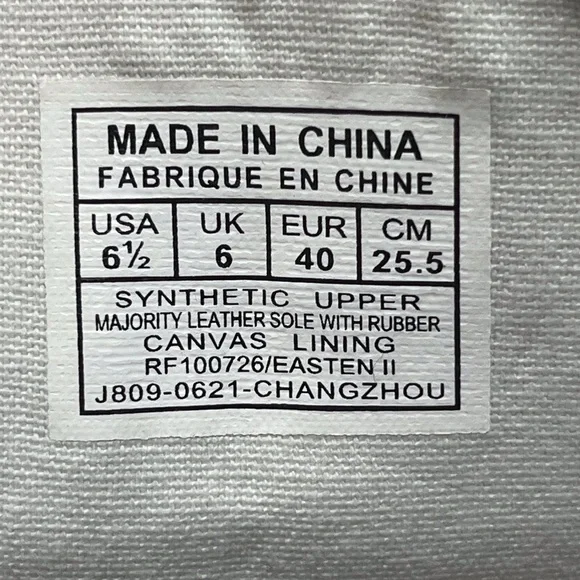 MADE IN CHINA
FABRIQUE EN CHINE
USA UK EUR CM
6½ 6 40 25.5
SYNTHETIC UPPER
MAJORITY LEATHER SOLE WITH RUBBER
CANVAS LINING
RF100726/EASTEN II
J809-0621-CHANGZHOU